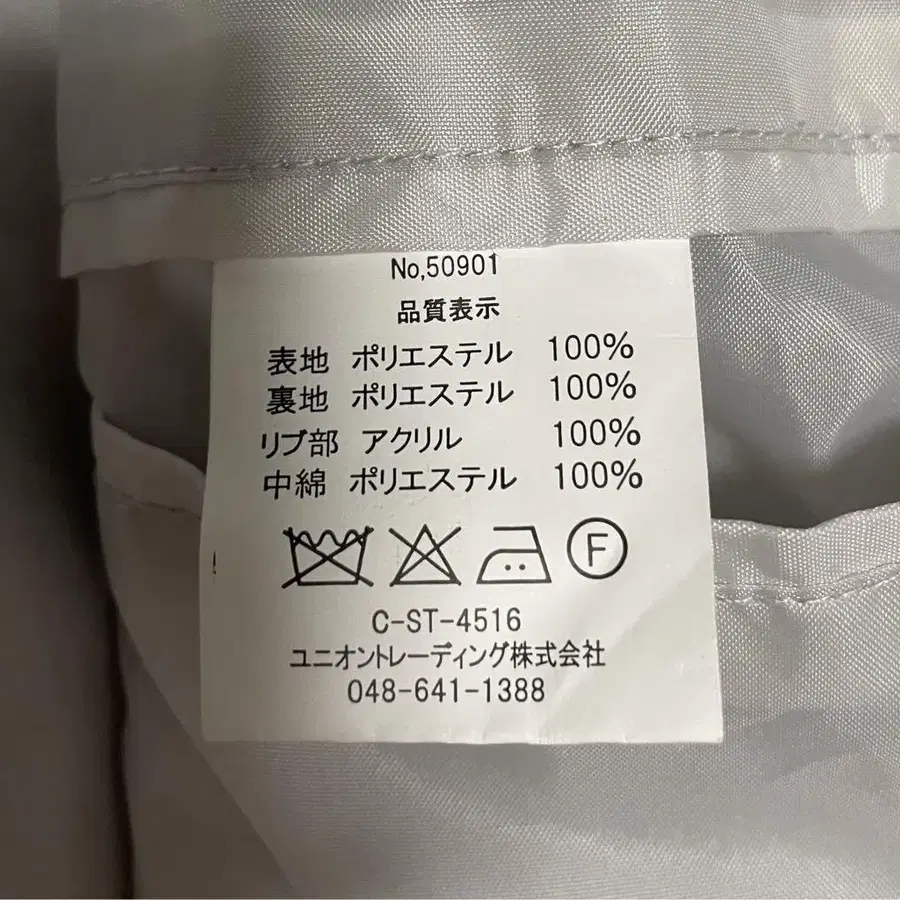 No,50901
品質表示
表地 ポリエステル 100%
裏地 ポリエステル 100%
リブ部 アクリル 100%
中綿 ポリエステル 100%
F
C-ST-4516
ユニオントレーディング株式会社
048-641-1388